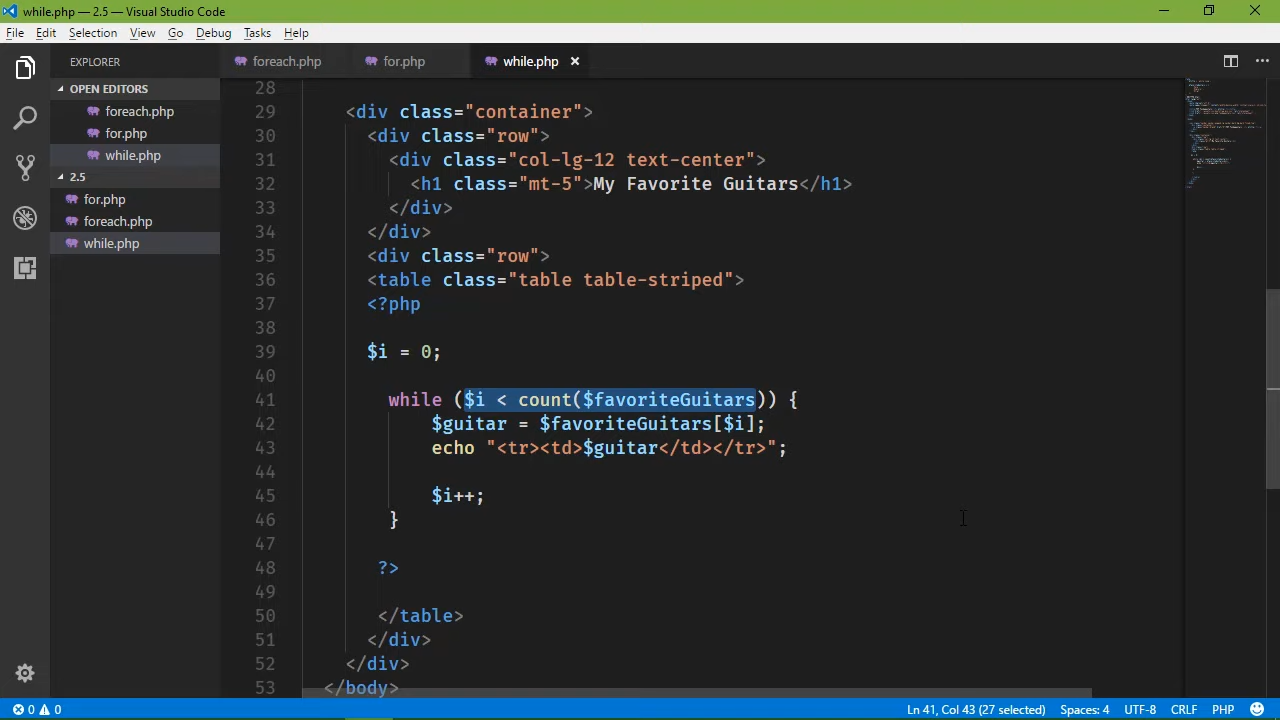 while.php — 2.5 — Visual Studio Code
File Edit Selection View Go Debug Tasks Help
EXPLORER
OPEN EDITORS
foreach.php
for.php
while.php
2.5
for.php
foreach.php
while.php
foreach.php for.php while.php
28
29 <div class="container">
30 <div class="row">
31 <div class="col-lg-12 text-center">
32 <h1 class="mt-5">My Favorite Guitars</h1>
33 </div>
34 </div>
35 <div class="row">
36 <table class="table table-striped">
37 <?php
38
39 $i = 0;
40
41 while ($i < count($favoriteGuitars)) {
42 $guitar = $favoriteGuitars[$i];
43 echo "<tr><td>$guitar</td></tr>";
44
45 $i++;
46 }
47
48 ?>
49
50 </table>
51 </div>
52 </div>
53 </body>
0 0 Ln 41, Col 43 (27 selected) Spaces: 4 UTF-8 CRLF PHP